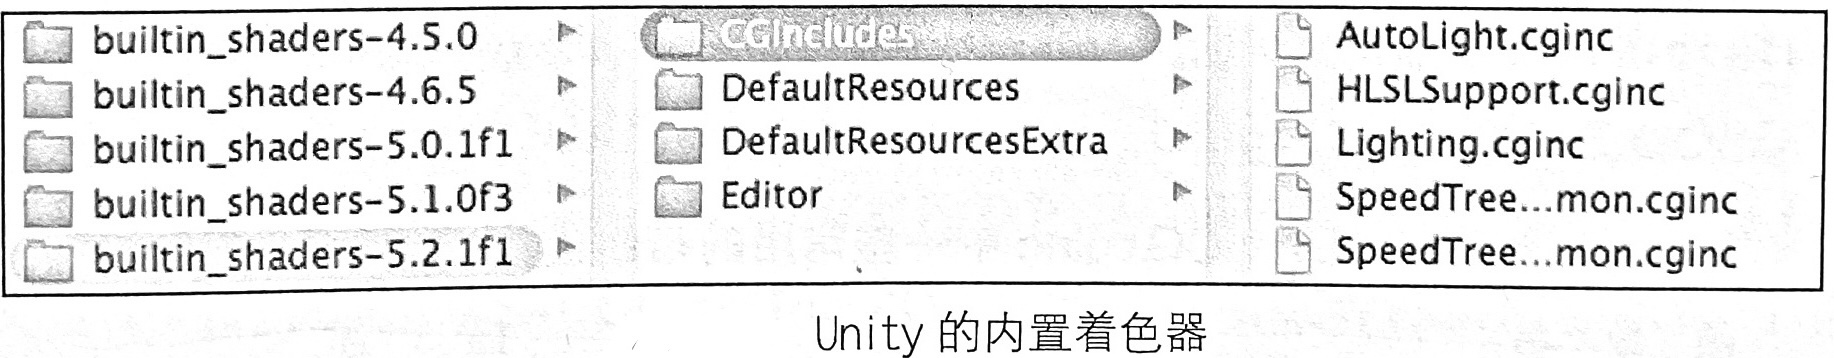 builtin_shaders-4.5.0
builtin_shaders-4.6.5
builtin_shaders-5.0.1f1
builtin_shaders-5.1.0f3
builtin_shaders-5.2.1f1
CGIncludes
DefaultResources
DefaultResourcesExtra
Editor
AutoLight.cginc
HLSLSupport.cginc
Lighting.cginc
SpeedTree...mon.cginc
SpeedTree...mon.cginc
Unity 的内置着色器